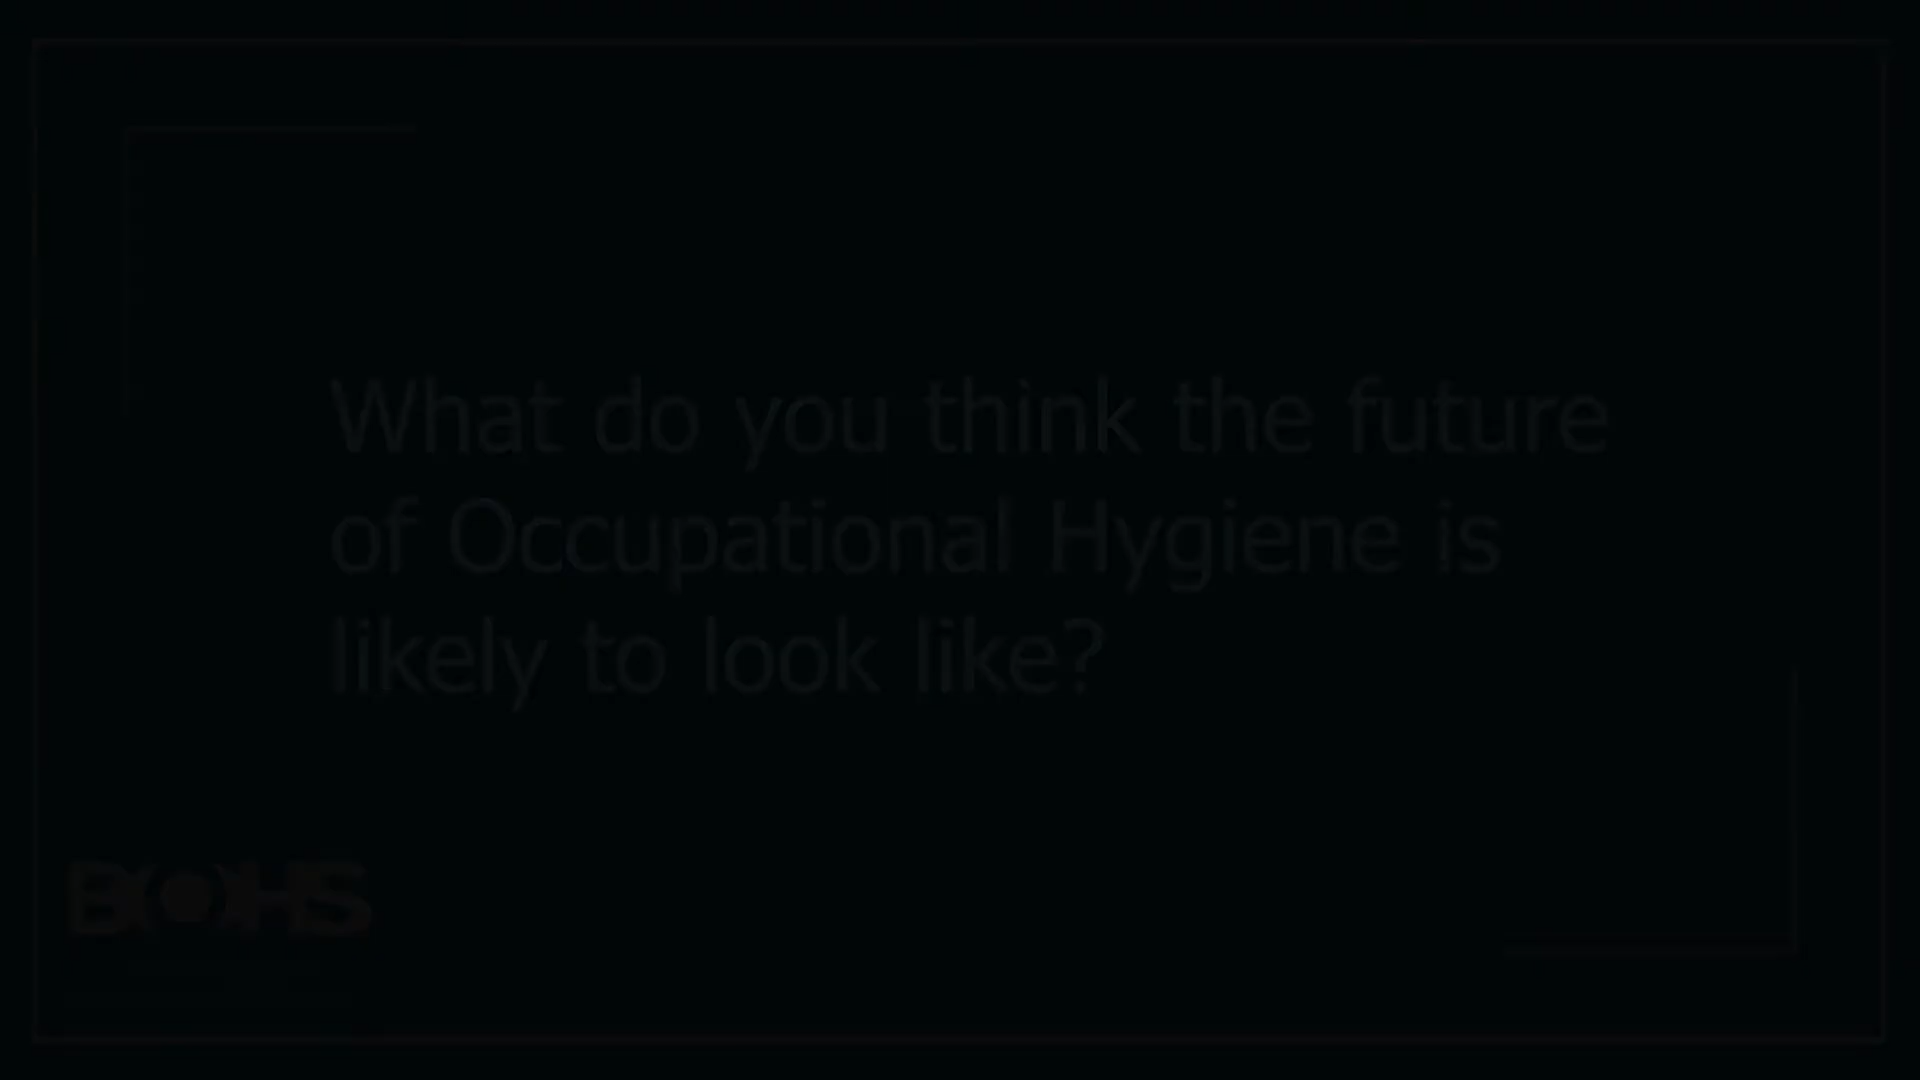 What do you think the future
of Occupational Hygiene is
likely to look like?
BOHS